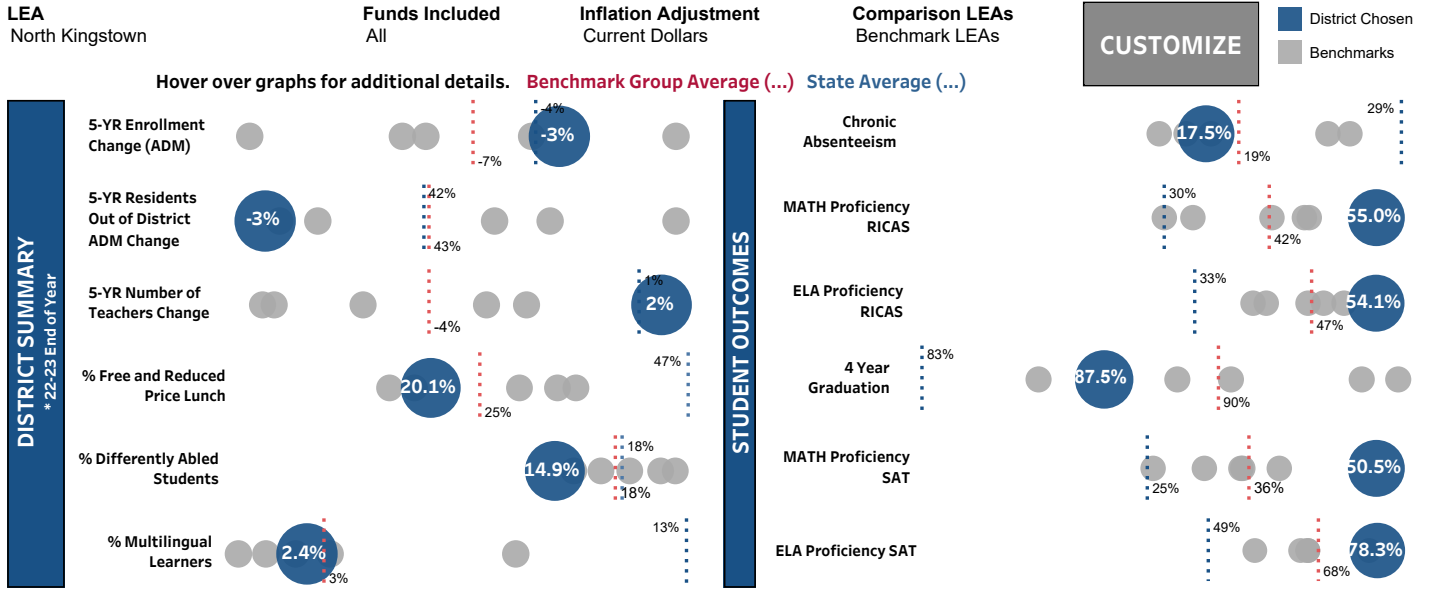 LEA
North Kingstown
Funds Included
All
Inflation Adjustment
Current Dollars
Comparison LEAs
Benchmark LEAs
CUSTOMIZE
District Chosen
Benchmarks
Hover over graphs for additional details. Benchmark Group Average (...) State Average (...)
DISTRICT SUMMARY
* 22-23 End of Year
5-YR Enrollment
Change (ADM)
-4%
-3%
-7%
5-YR Residents
Out of District
ADM Change
-3%
42%
43%
5-YR Number of
Teachers Change
1%
2%
-4%
% Free and Reduced
Price Lunch
20.1%
47%
25%
% Differently Abled
Students
14.9%
18%
18%
% Multilingual
Learners
2.4%
13%
3%
STUDENT OUTCOMES
Chronic
Absenteeism
17.5%
29%
19%
MATH Proficiency
RICAS
30%
55.0%
42%
ELA Proficiency
RICAS
33%
54.1%
47%
4 Year
Graduation
83%
87.5%
90%
MATH Proficiency
SAT
50.5%
25%
36%
ELA Proficiency SAT
49%
78.3%
68%